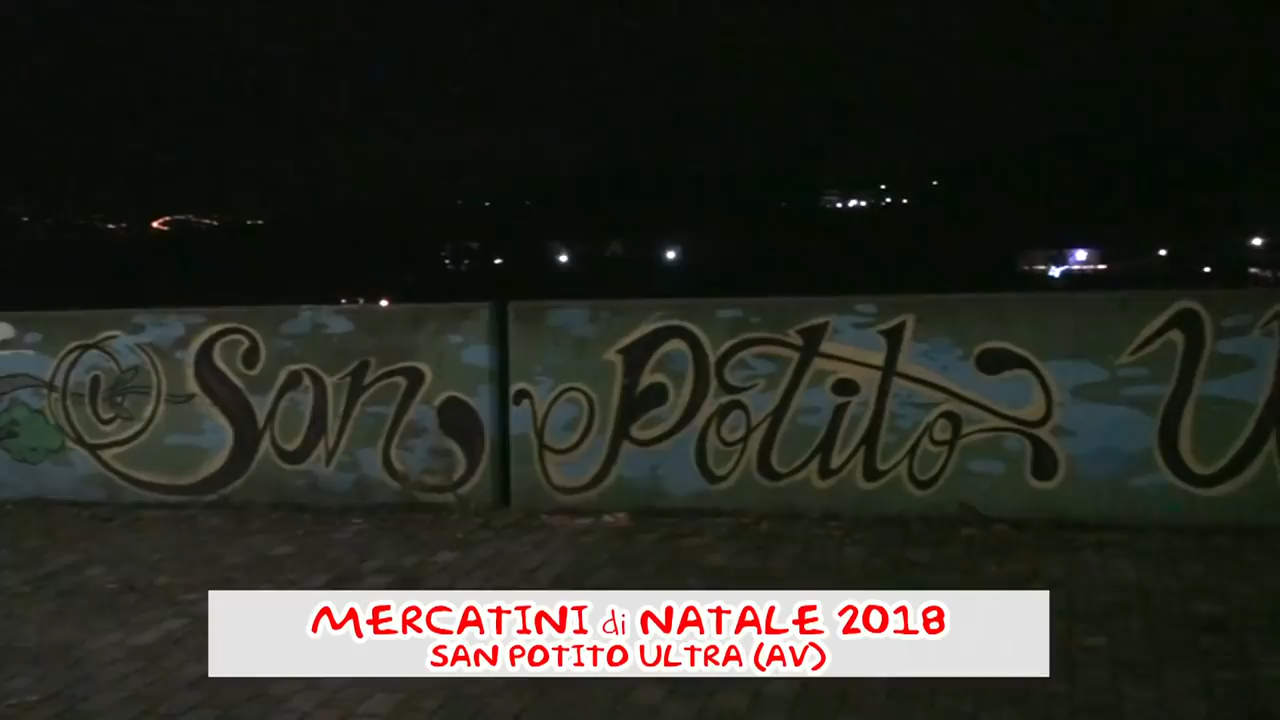 San Potito U
MERCATINI di NATALE 2018
SAN POTITO ULTRA (AV)